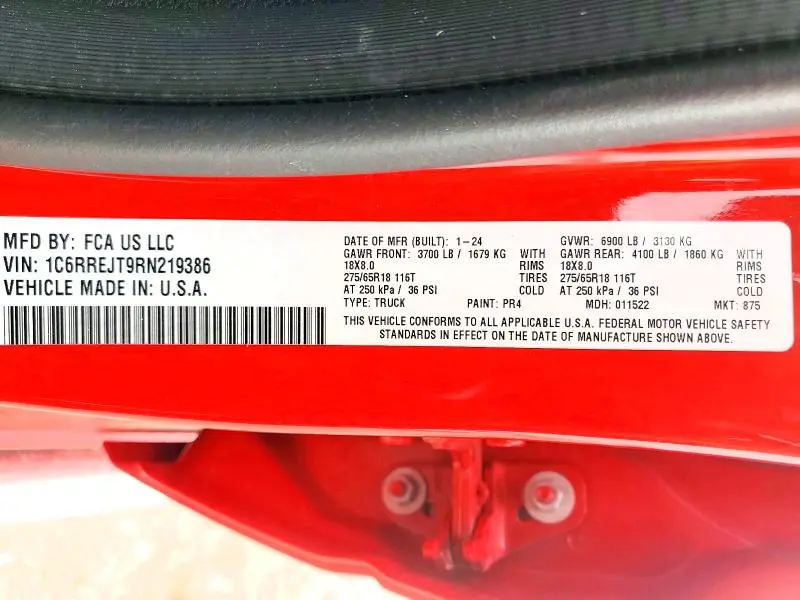 MFD BY: FCA US LLC
VIN: 1C6RREJT9RN219386
VEHICLE MADE IN: U.S.A.
DATE OF MFR (BUILT): 1-24 GVWR: 6900 LB / 3130 KG
GAWR FRONT: 3700 LB / 1679 KG WITH GAWR REAR: 4100 LB / 1860 KG WITH
18X8.0 RIMS 18X8.0 RIMS
275/65R18 116T TIRES 275/65R18 116T TIRES
AT 250 kPa / 36 PSI COLD AT 250 kPa / 36 PSI COLD
TYPE: TRUCK PAINT: PR4 MDH: 011522 MKT: 875
THIS VEHICLE CONFORMS TO ALL APPLICABLE U.S.A. FEDERAL MOTOR VEHICLE SAFETY
STANDARDS IN EFFECT ON THE DATE OF MANUFACTURE SHOWN ABOVE.